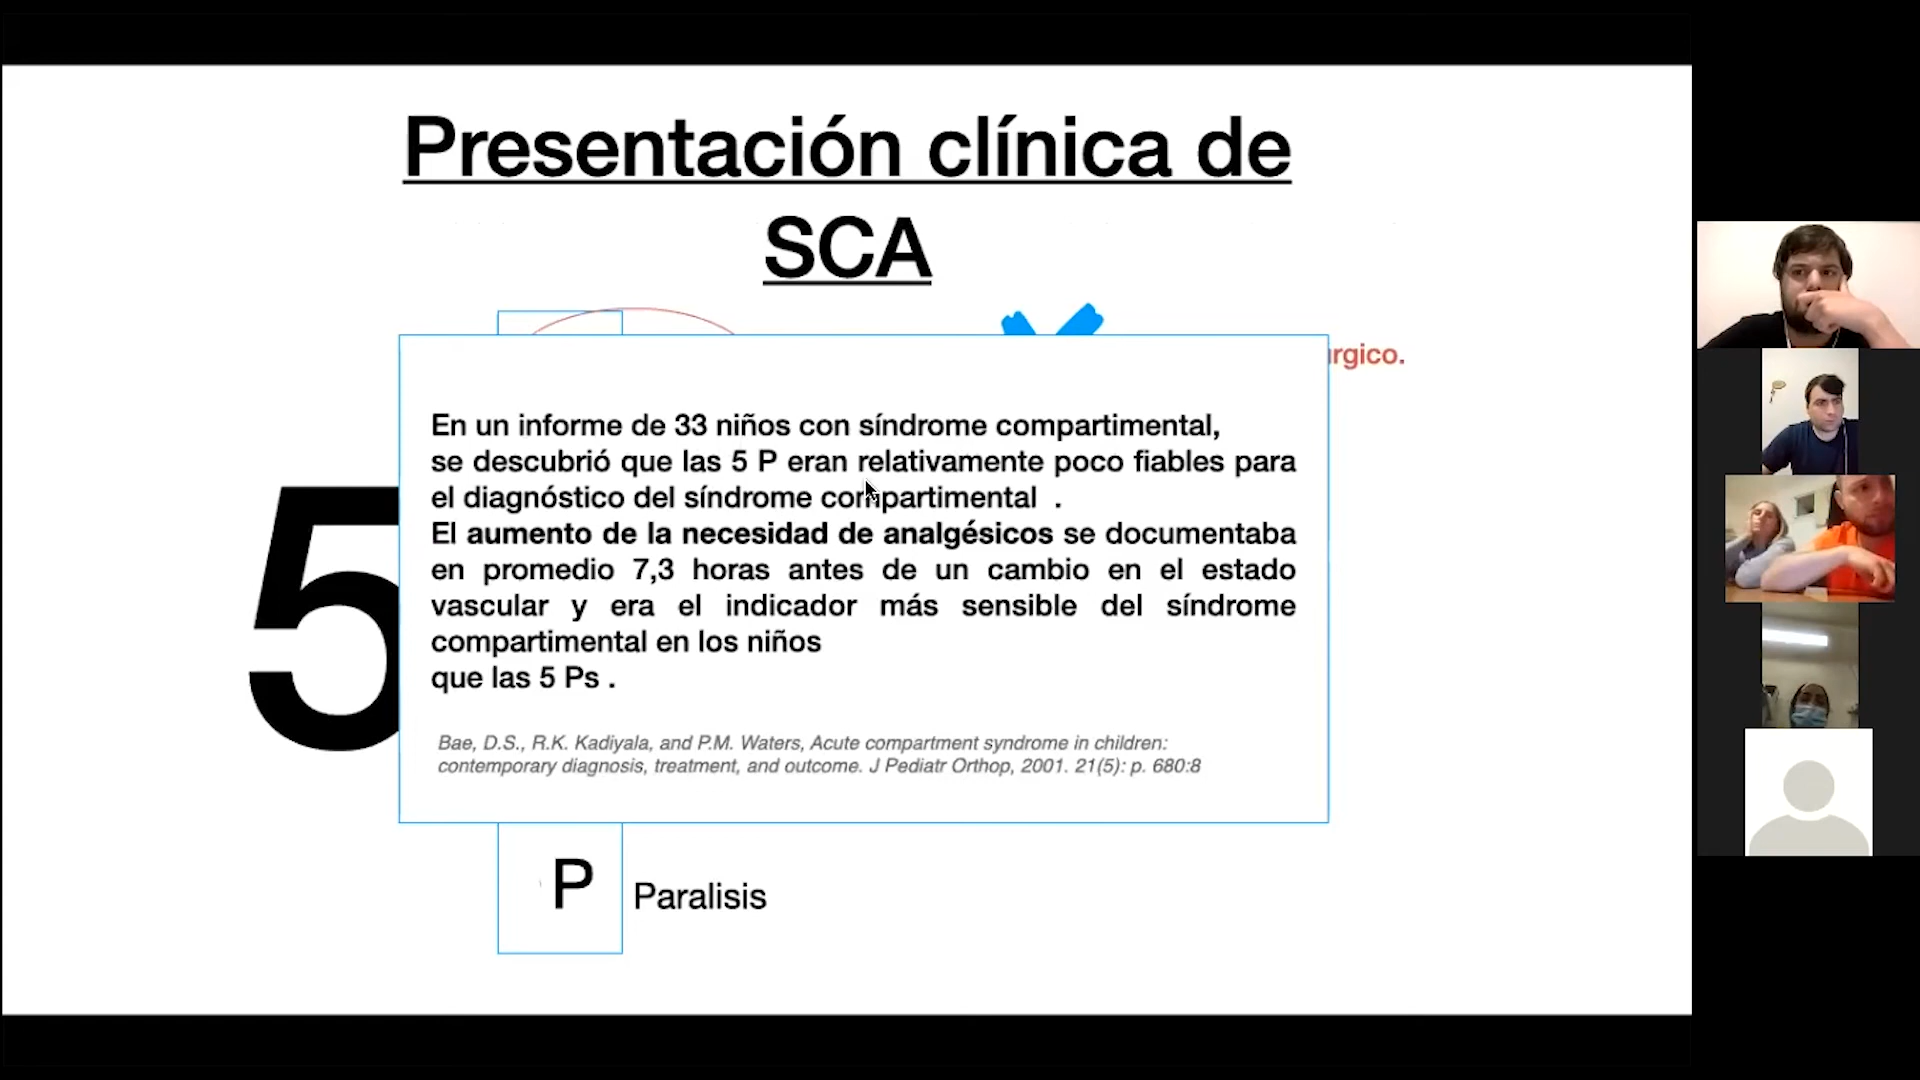 Presentación clínica de
SCA
En un informe de 33 niños con síndrome compartimental,
se descubrió que las 5 P eran relativamente poco fiables para
el diagnóstico del síndrome compartimental .
El aumento de la necesidad de analgésicos se documentaba
en promedio 7,3 horas antes de un cambio en el estado
vascular y era el indicador más sensible del síndrome
compartimental en los niños
que las 5 Ps .
Bae, D.S., R.K. Kadiyala, and P.M. Waters, Acute compartment syndrome in children:
contemporary diagnosis, treatment, and outcome. J Pediatr Orthop, 2001. 21(5): p. 680:8
5
P Paralisis